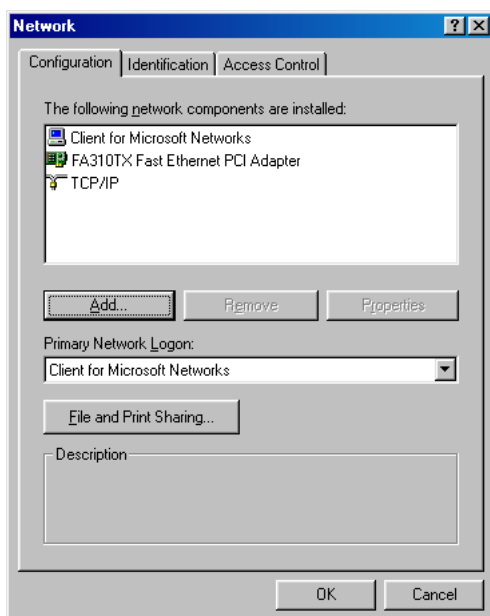 Network
Configuration Identification Access Control
The following network components are installed:
Client for Microsoft Networks
FA310TX Fast Ethernet PCI Adapter
TCP/IP
Add... Remove Properties
Primary Network Logon:
Client for Microsoft Networks
File and Print Sharing...
Description
OK Cancel